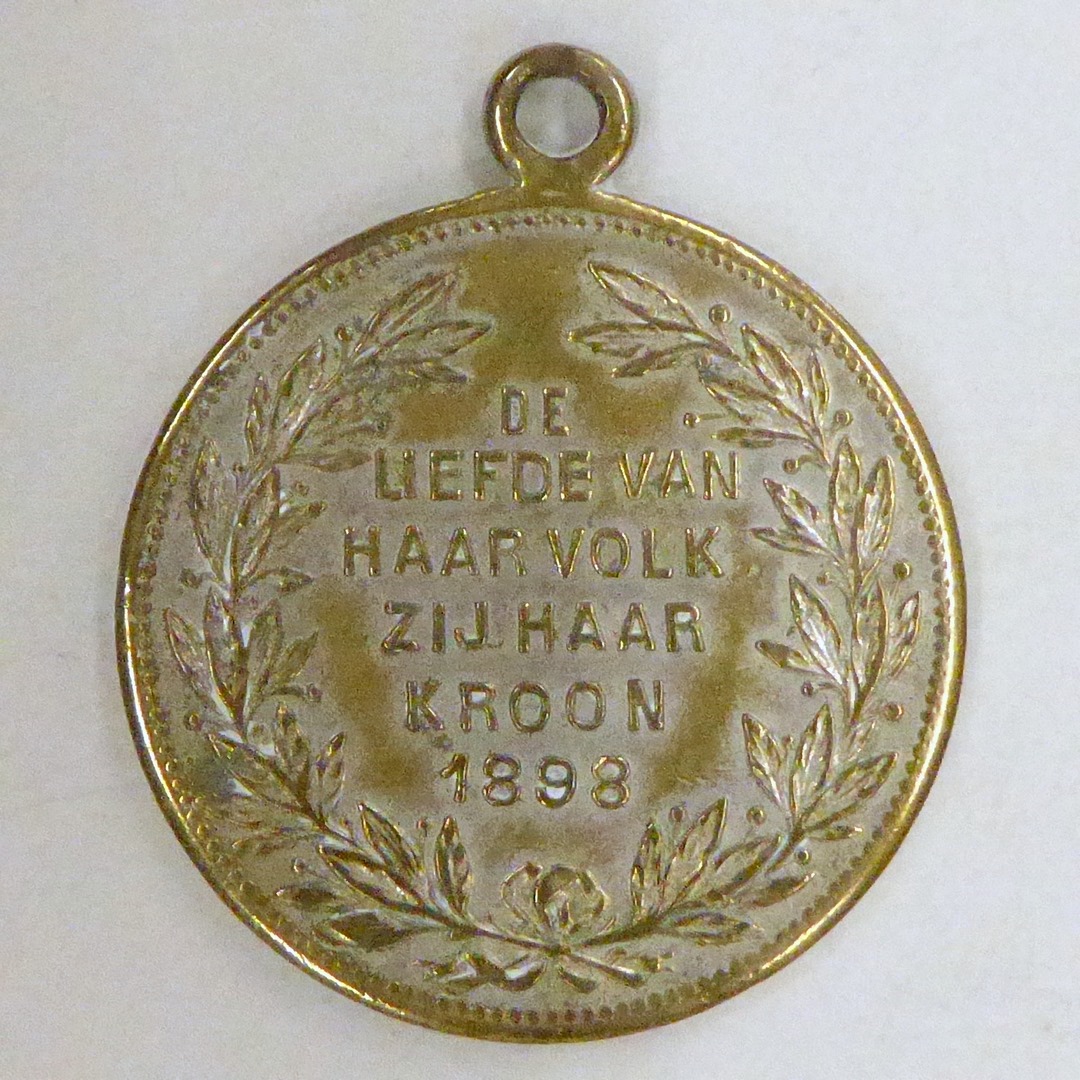 DE
LIEFDE VAN
HAAR VOLK
ZIJ HAAR
KROON
1898